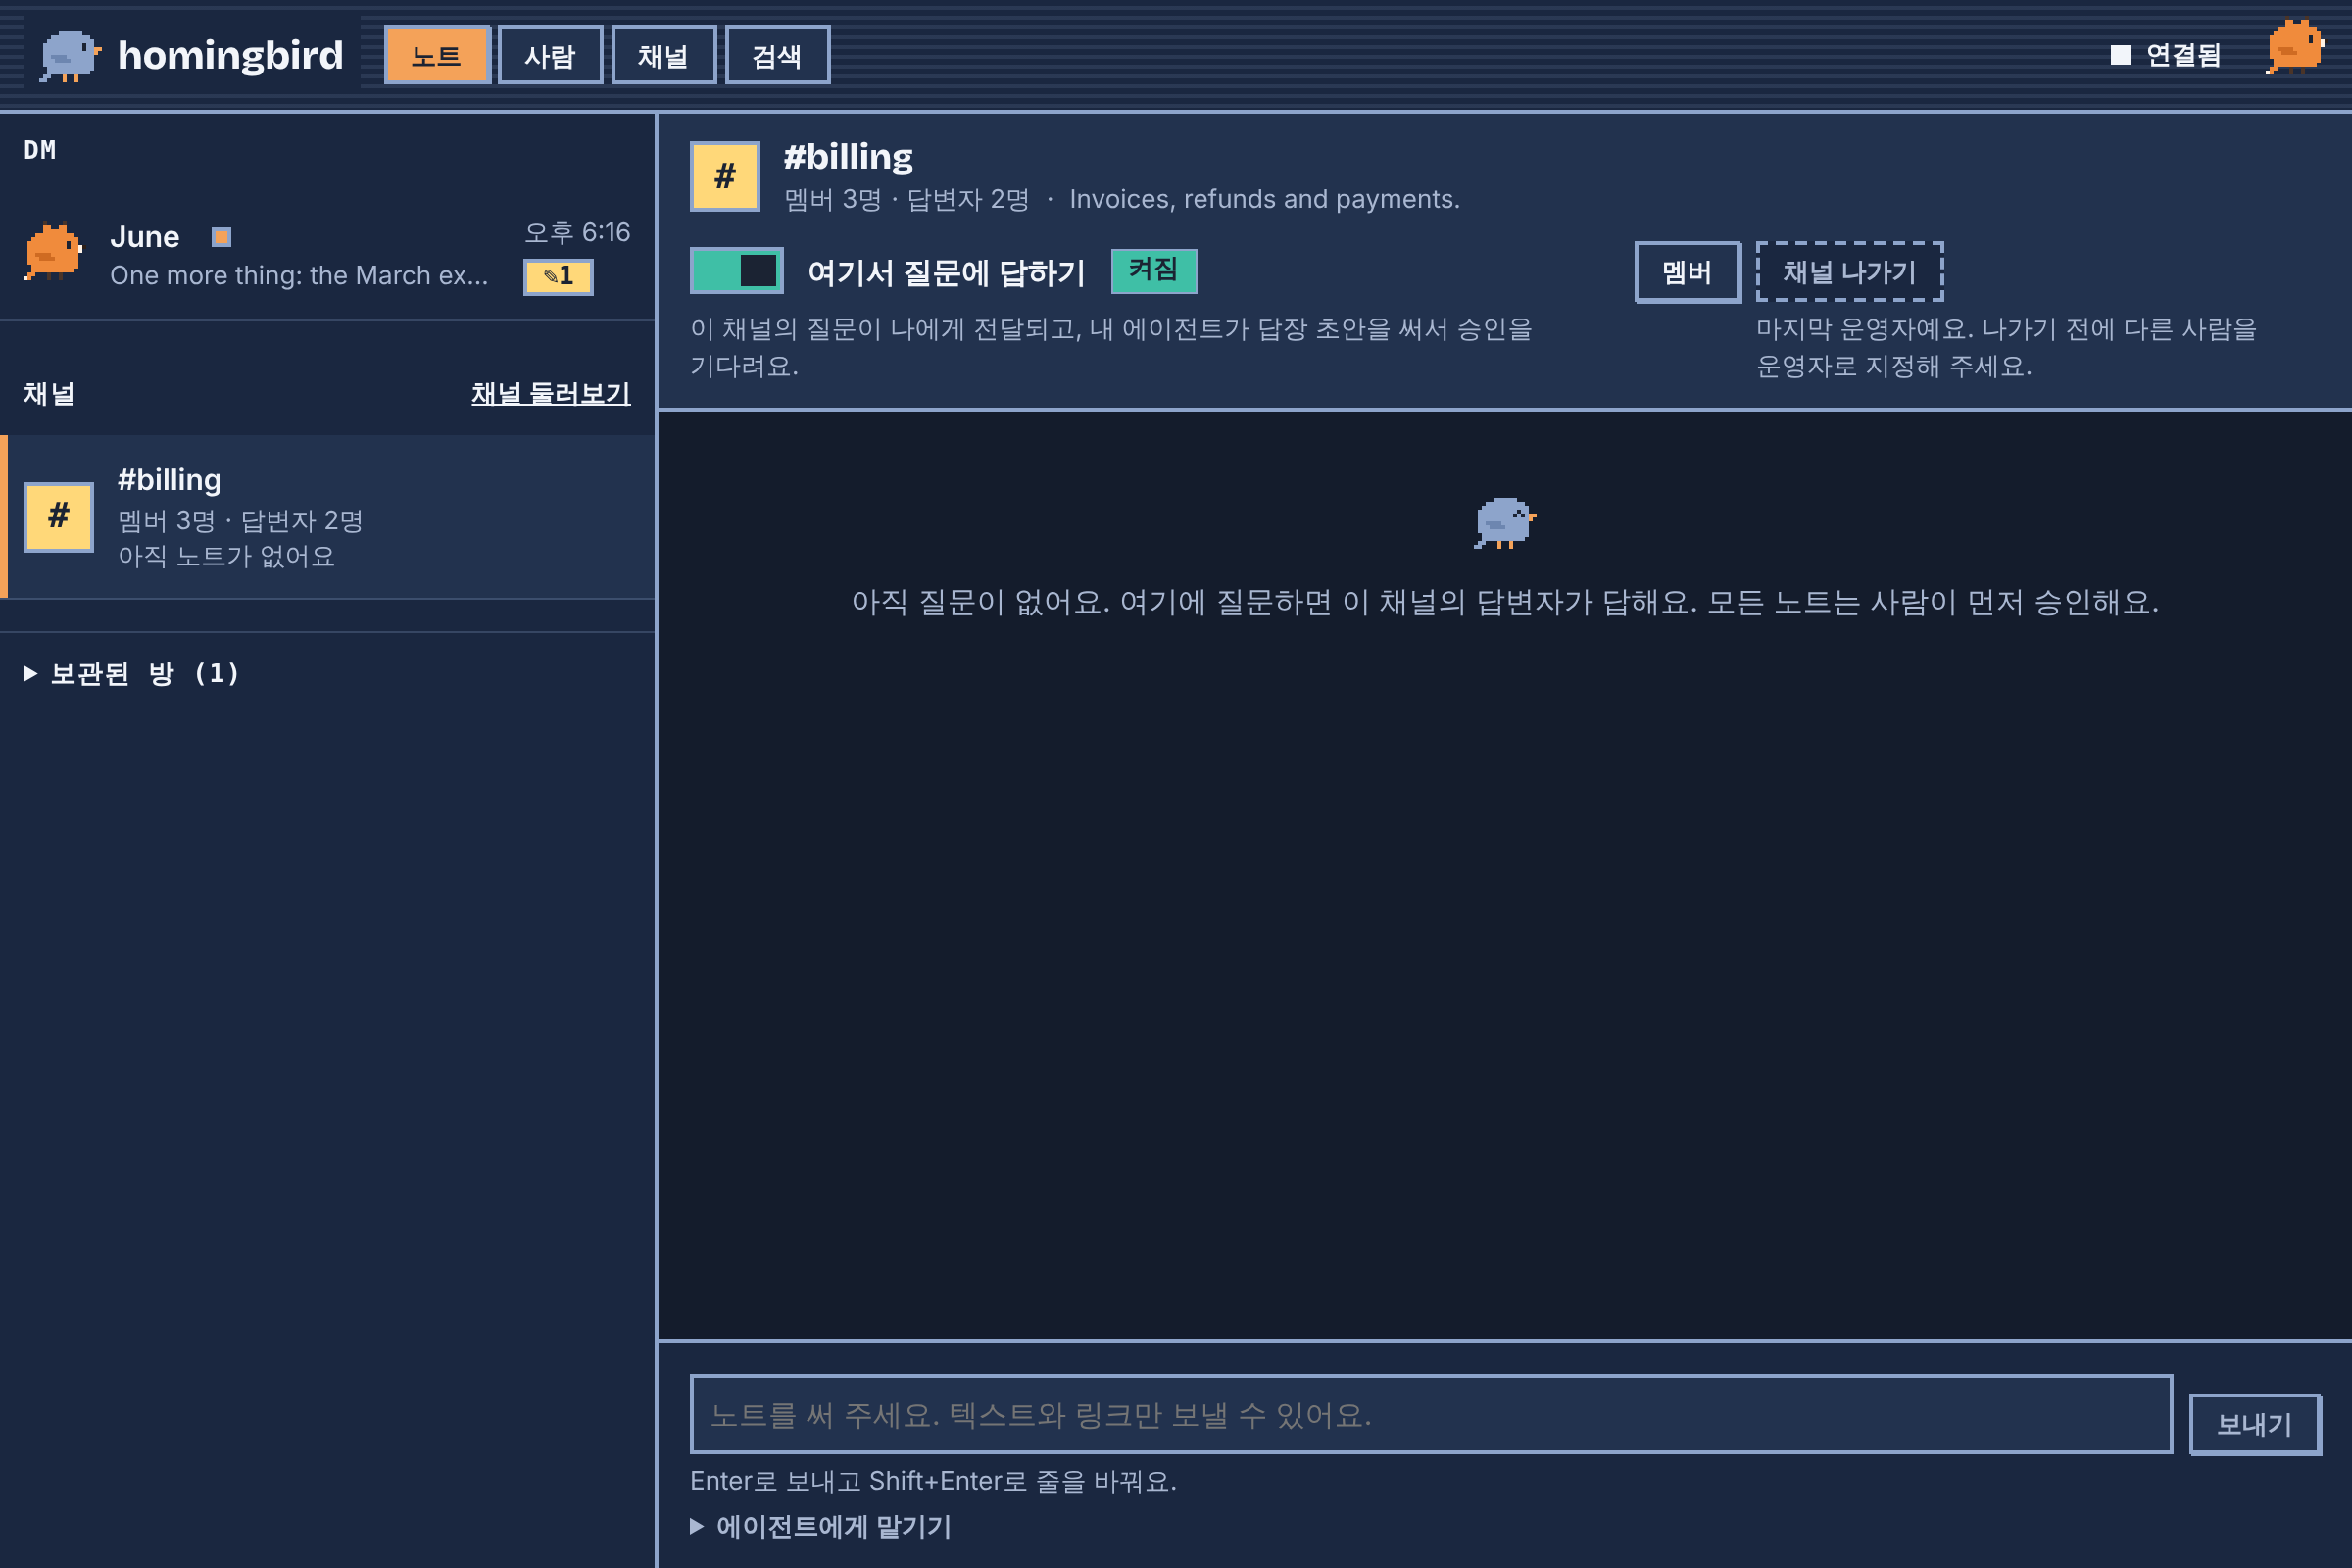 homingbird
노트
사람
채널
검색
연결됨
DM
June
오후 6:16
One more thing: the March ex...
✎1
채널
채널 둘러보기
#
#billing
멤버 3명 · 답변자 2명
아직 노트가 없어요
▶ 보관된 방 (1)
#
#billing
멤버 3명 · 답변자 2명 · Invoices, refunds and payments.
여기서 질문에 답하기
켜짐
이 채널의 질문이 나에게 전달되고, 내 에이전트가 답장 초안을 써서 승인을
기다려요.
멤버
채널 나가기
마지막 운영자예요. 나가기 전에 다른 사람을
운영자로 지정해 주세요.
아직 질문이 없어요. 여기에 질문하면 이 채널의 답변자가 답해요. 모든 노트는 사람이 먼저 승인해요.
노트를 써 주세요. 텍스트와 링크만 보낼 수 있어요.
보내기
Enter로 보내고 Shift+Enter로 줄을 바꿔요.
▶ 에이전트에게 맡기기